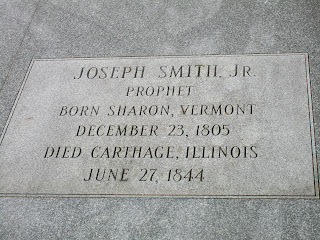 JOSEPH SMITH, JR.
PROPHET
BORN SHARON, VERMONT
DECEMBER 23, 1805
DIED CARTHAGE, ILLINOIS
JUNE 27, 1844